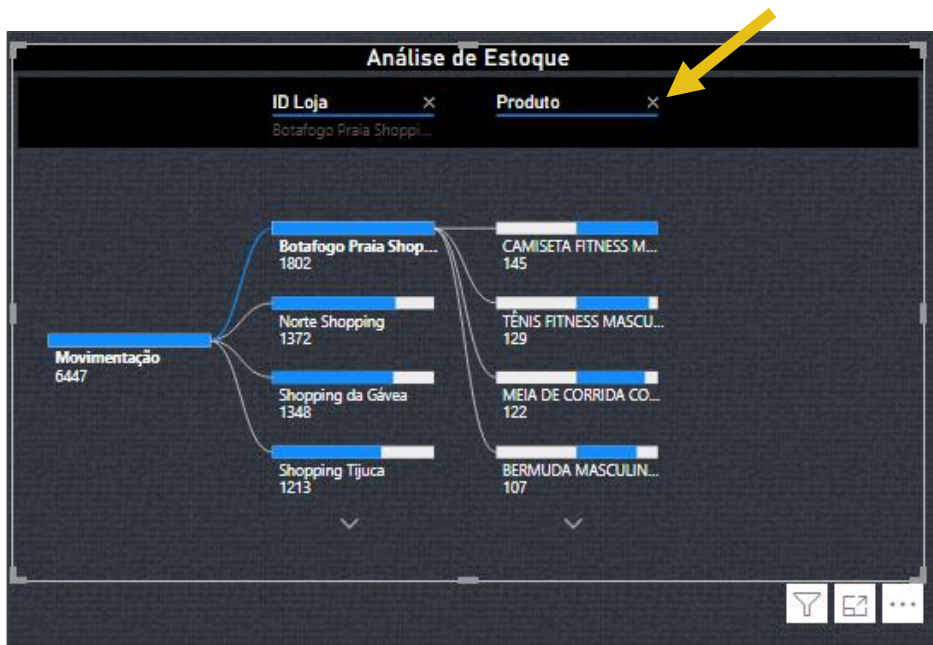 Análise de Estoque
ID Loja
Produto
Botafogo Praia Shoppi...
Botafogo Praia Shop...
1802
CAMISETA FITNESS M...
145
Norte Shopping
1372
TÊNIS FITNESS MASCU...
129
Movimentação
6447
Shopping da Gávea
1348
MEIA DE CORRIDA CO...
122
Shopping Tijuca
1213
BERMUDA MASCULIN...
107